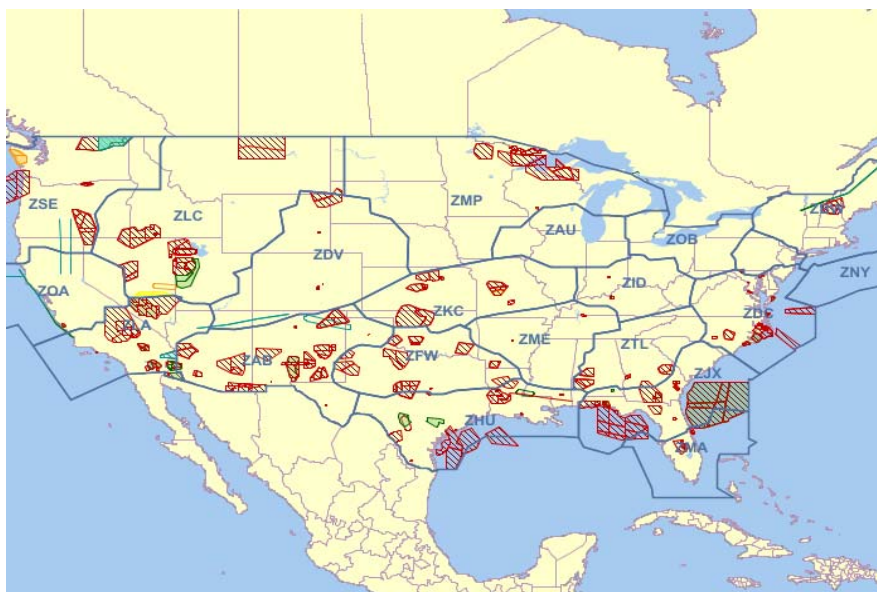 ZSE
ZLC
ZMP
ZDV
ZAU
ZOB
ZNY
ZOA
ZID
ZKC
ZLA
ZDC
ZME
ZTL
ZAB
ZFW
ZJX
ZHU
ZMA